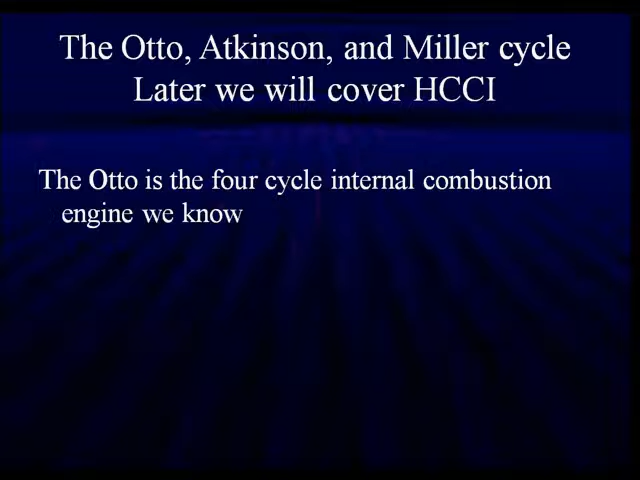 The Otto, Atkinson, and Miller cycle
Later we will cover HCCI
The Otto is the four cycle internal combustion
engine we know